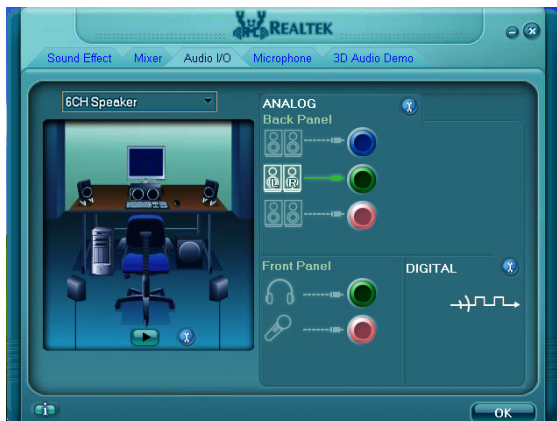 REALTEK
Sound Effect Mixer Audio I/O Microphone 3D Audio Demo
6CH Speaker
ANALOG
Back Panel
L R
Front Panel
DIGITAL
i
OK